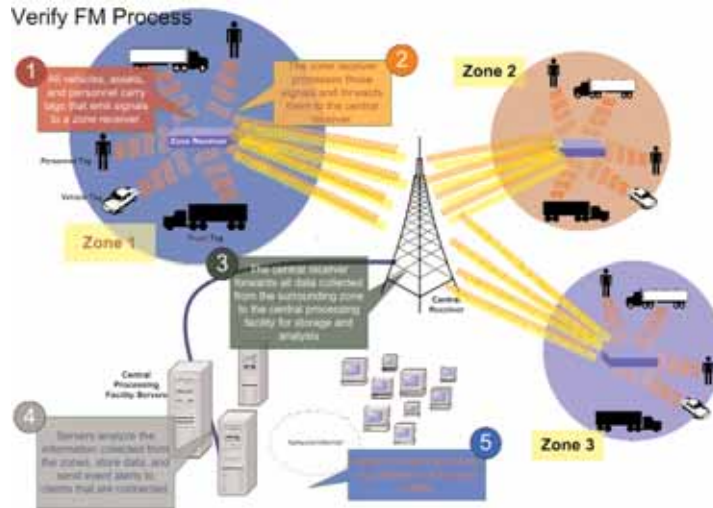 Verify FM Process
1
All vehicles, assets,
and personnel carry
tags that emit signals
to a zone receiver
2
The zone receiver
processes those
signals and forwards
them to the central
receiver
Zone Receiver
Personnel Tag
Vehicle Tag
Zone 1
Zone 2
3
The central receiver
forwards all data collected
from the surrounding zone
to the central processing
facility for storage and
analysis
Central
Receiver
Central
Processing
Facility Servers
4
Servers analyze the
information collected from
the zones, store data, and
send event alerts to
clients that are connected.
5
Zone 3